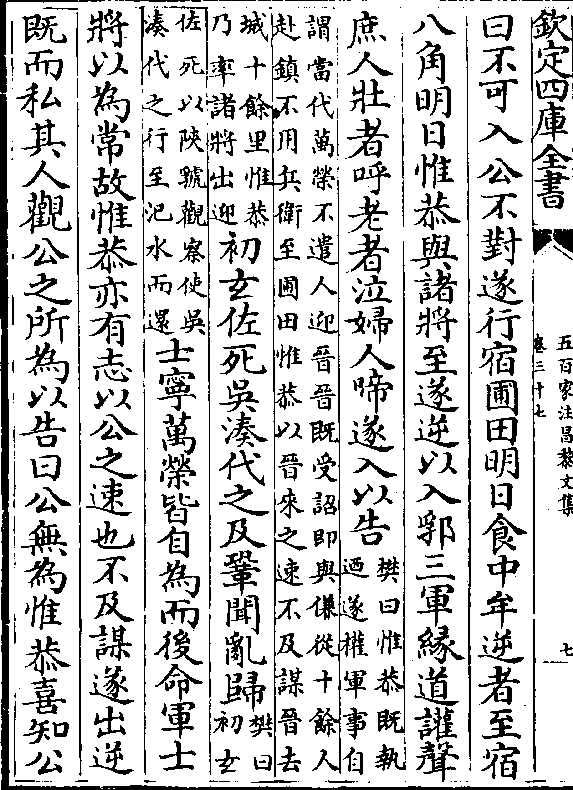 欽定四庫全書
五百家注昌黎文集
卷三十七
七
曰不可入公不對遂行宿圃田明日食中牟逆者至宿
八角明日惟恭與諸將至遂逆以入郛三軍緣道讙聲
庶人壯者呼老者泣婦人啼遂入以告
樊曰惟恭既執
迺遂權軍事自
謂當代萬榮不遣人迎晉晉既受詔即與傔從十餘人
赴鎮不用兵衛至圃田惟恭以晉來之速不及謀晉去
城十餘里惟恭
乃率諸將出迎
初玄佐死吳湊代之及鞏聞亂歸
樊曰
初玄
佐死以陝虢觀察使吳
湊代之行至汜水而還
士寧萬榮皆自為而後命軍士
將以為常故惟恭亦有志以公之速也不及謀遂出逆
既而私其人觀公之所為以告曰公無為惟恭喜知公